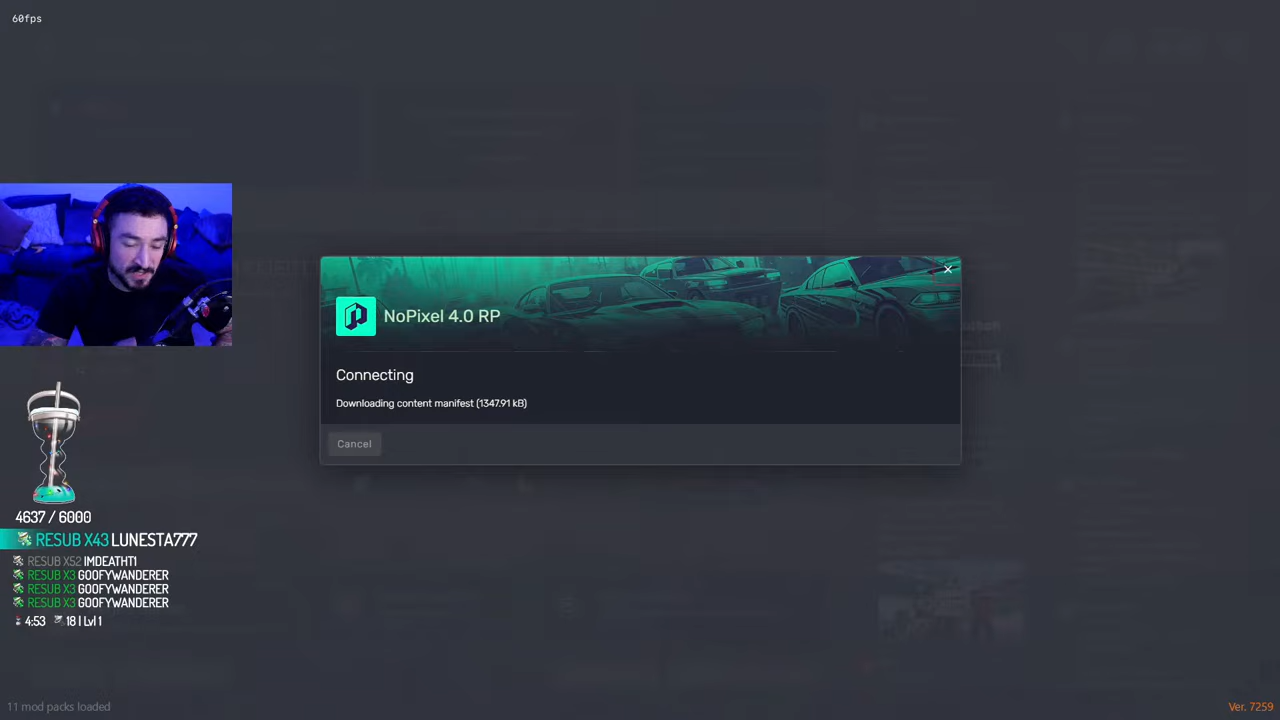 60fps
NoPixel 4.0 RP
Connecting
Downloading content manifest (1347.91 kB)
Cancel
4637 / 6000
RESUB X43 LUNESTA777
RESUB X52 IMDEATHT1
RESUB X3 GOOFYWANDERER
RESUB X3 GOOFYWANDERER
RESUB X3 GOOFYWANDERER
4:53 18 | Lvl 1
11 mod packs loaded
Ver. 7259